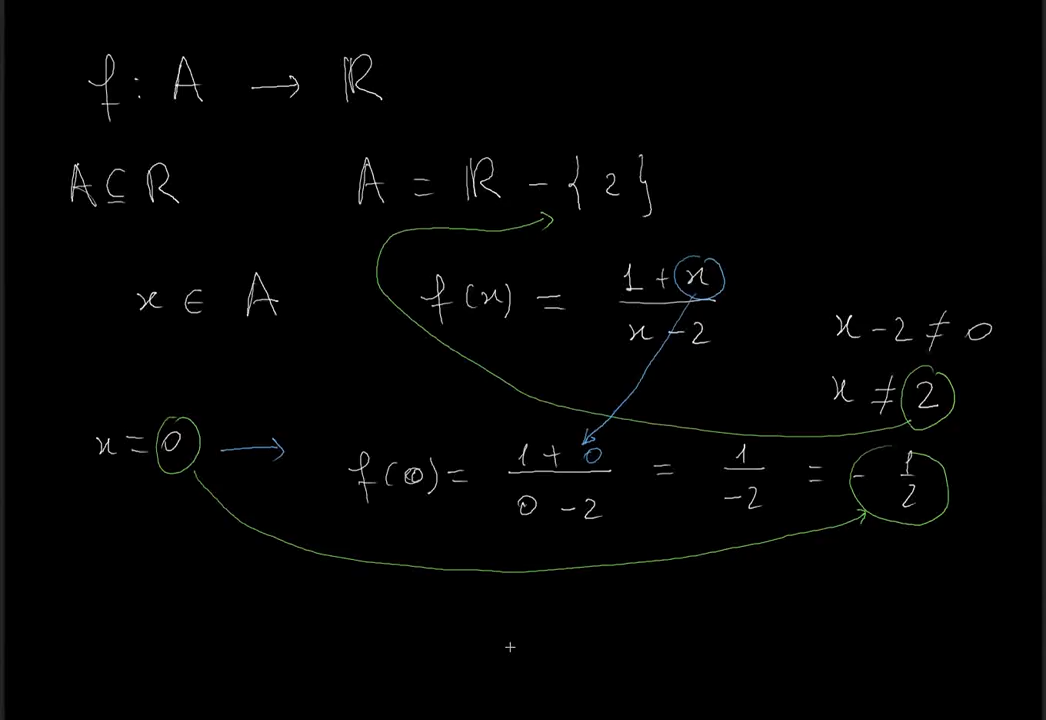 f : A → ℝ
A ⊆ ℝ A = ℝ - { 2 }
x ∈ A f(x) = (1 + x)/(x - 2)
x - 2 ≠ 0
x ≠ 2
x = 0 → f(0) = (1 + 0)/(0 - 2) = 1/(-2) = - 1/2